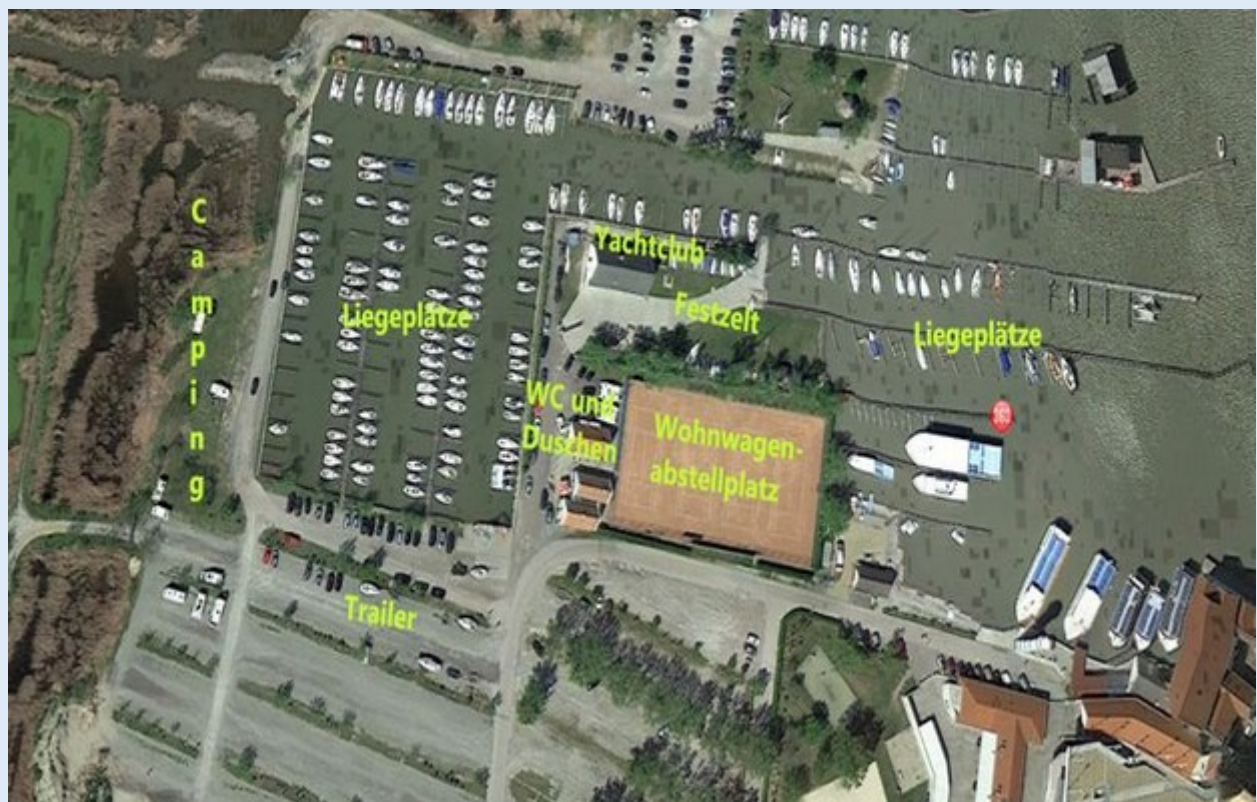 Camping
Yachtclub
Festzelt
Liegeplätze
Liegeplätze
WC und
Duschen
Wohnwagen-
abstellplatz
Trailer